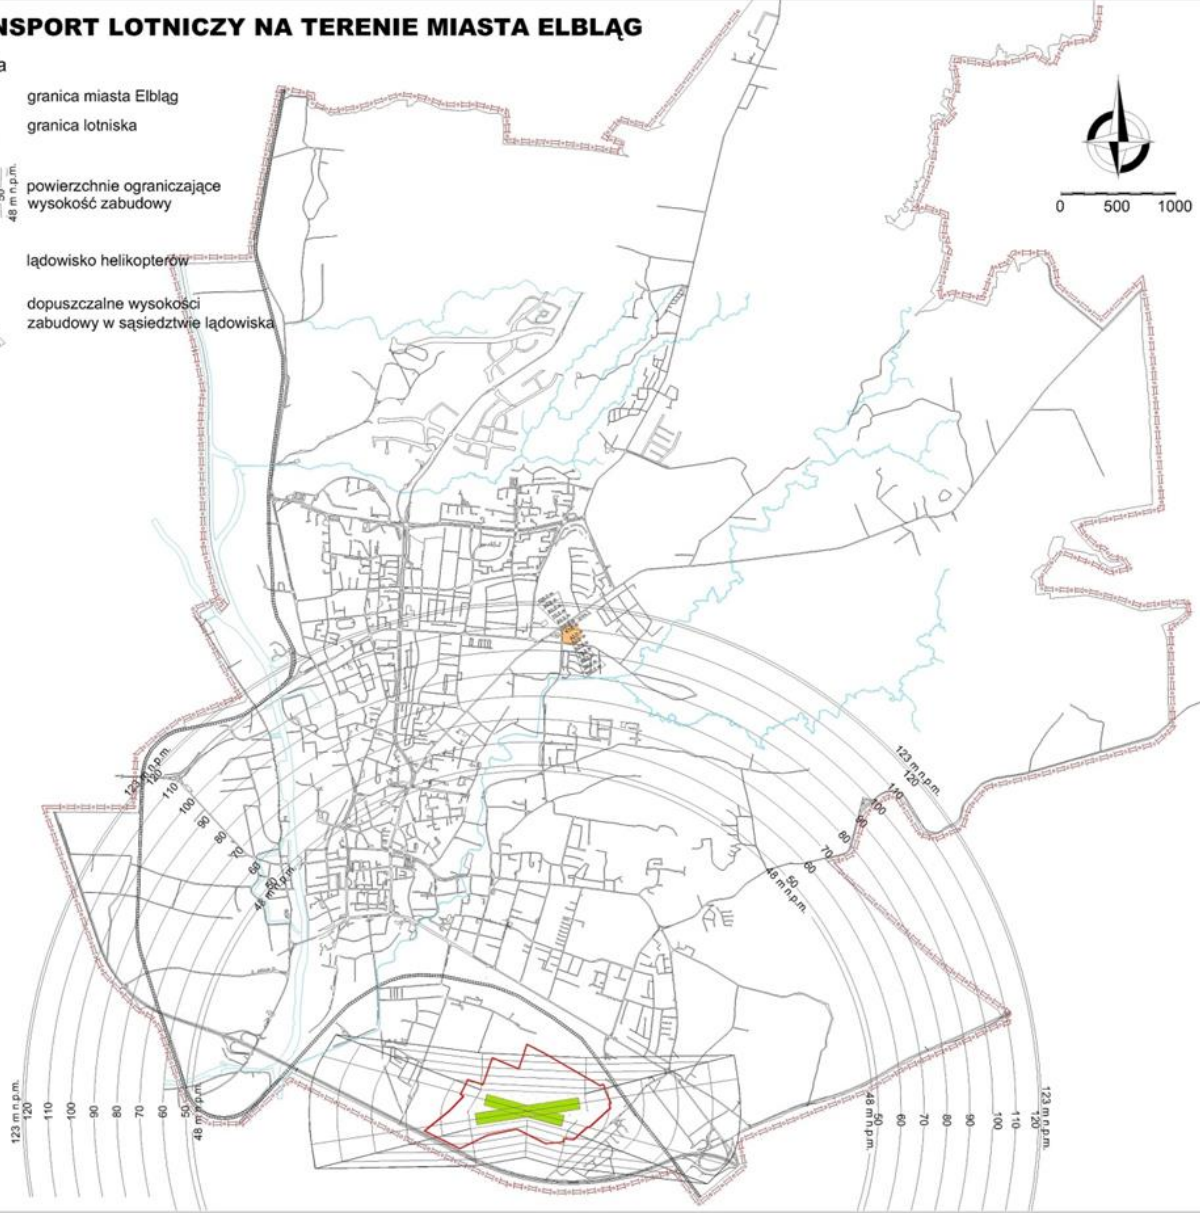 NSPORT LOTNICZY NA TERENIE MIASTA ELBLĄG
a
granica miasta Elbląg
granica lotniska
50
48 m n.p.m.
powierzchnie ograniczające
wysokość zabudowy
lądowisko helikopterów
dopuszczalne wysokości
zabudowy w sąsiedztwie lądowiska
0 500 1000
123 m n.p.m.
120
110
100
90
80
70
60
50
48 m n.p.m.
123 m n.p.m.
120
110
100
90
80
70
60
50
48 m n.p.m.
123 m n.p.m.
120
110
100
90
80
70
60
50
48 m n.p.m.
48 m n.p.m.
50
60
70
80
90
100
110
120
123 m n.p.m.